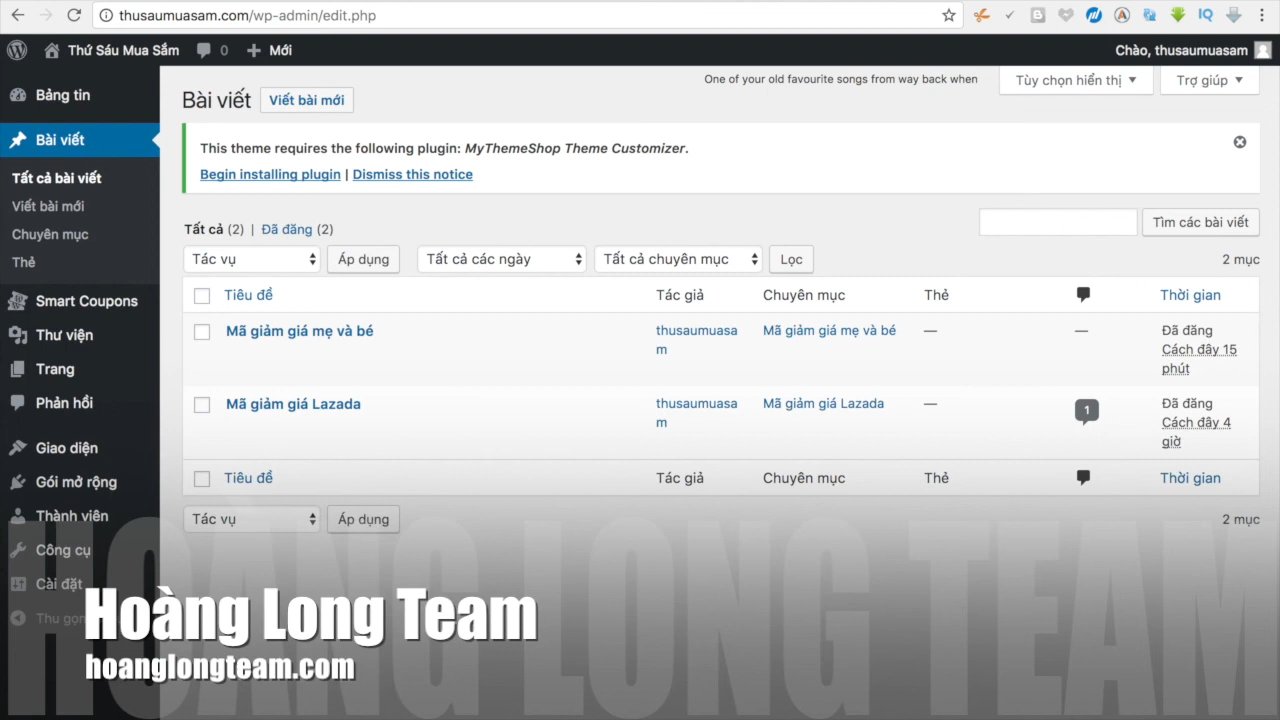 thusaumuasam.com/wp-admin/edit.php
IQ
Thứ Sáu Mua Sắm
0
Mới
Chào, thusaumuasam
One of your old favourite songs from way back when
Tùy chọn hiển thị
Trợ giúp
Bảng tin
Bài viết
Tất cả bài viết
Viết bài mới
Chuyên mục
Thẻ
Smart Coupons
Thư viện
Trang
Phản hồi
Giao diện
Gói mở rộng
Thành viên
Công cụ
Cài đặt
Thu gọn
Bài viết
Viết bài mới
This theme requires the following plugin: MyThemeShop Theme Customizer.
Begin installing plugin | Dismiss this notice
Tất cả (2) | Đã đăng (2)
Tìm các bài viết
Tác vụ
Áp dụng
Tất cả các ngày
Tất cả chuyên mục
Lọc
2 mục
Tiêu đề
Tác giả
Chuyên mục
Thẻ
Thời gian
Mã giảm giá mẹ và bé
thusaumuasa
m
Mã giảm giá mẹ và bé
—
—
Đã đăng
Cách đây 15
phút
Mã giảm giá Lazada
thusaumuasa
m
Mã giảm giá Lazada
—
1
Đã đăng
Cách đây 4
giờ
Tiêu đề
Tác giả
Chuyên mục
Thẻ
Thời gian
Tác vụ
Áp dụng
2 mục
HOÀNG LONG TEAM
Hoàng Long Team
hoanglongteam.com